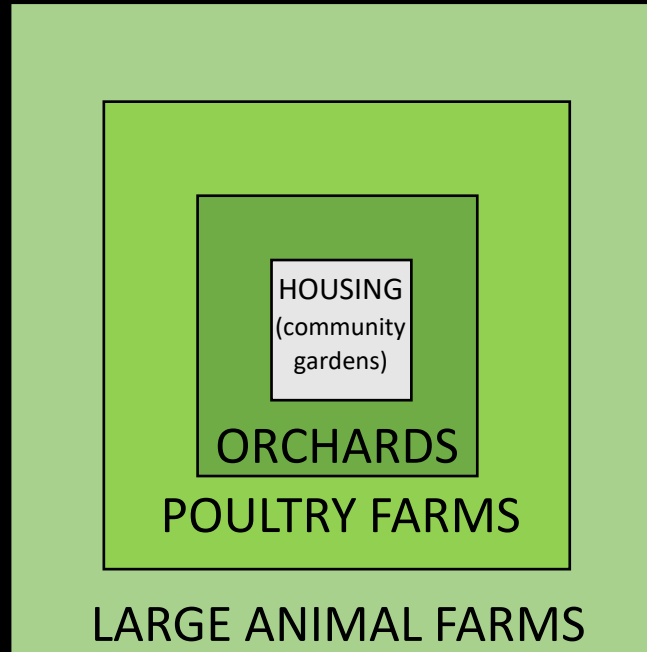 HOUSING
(community
gardens)
ORCHARDS
POULTRY FARMS
LARGE ANIMAL FARMS